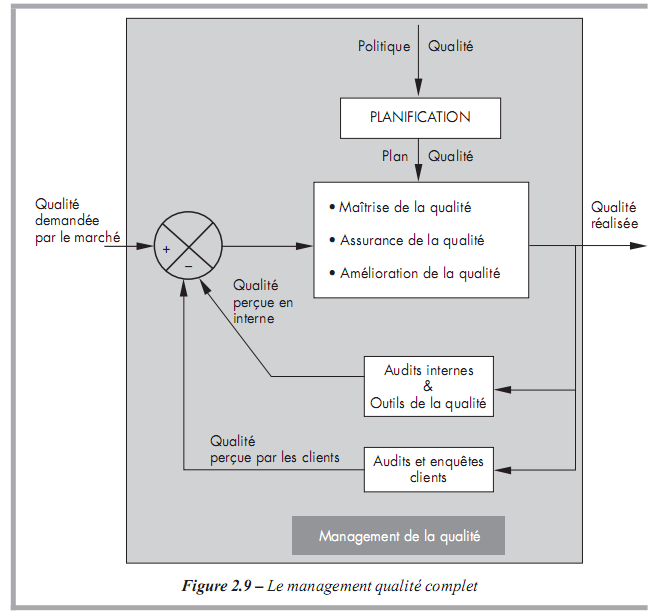 Politique Qualité
PLANIFICATION
Plan Qualité
Qualité
demandée
par le marché
+
–
• Maîtrise de la qualité
• Assurance de la qualité
• Amélioration de la qualité
Qualité
réalisée
Qualité
perçue en
interne
Audits internes
&
Outils de la qualité
Qualité
perçue par les clients
Audits et enquêtes
clients
Management de la qualité
Figure 2.9 – Le management qualité complet